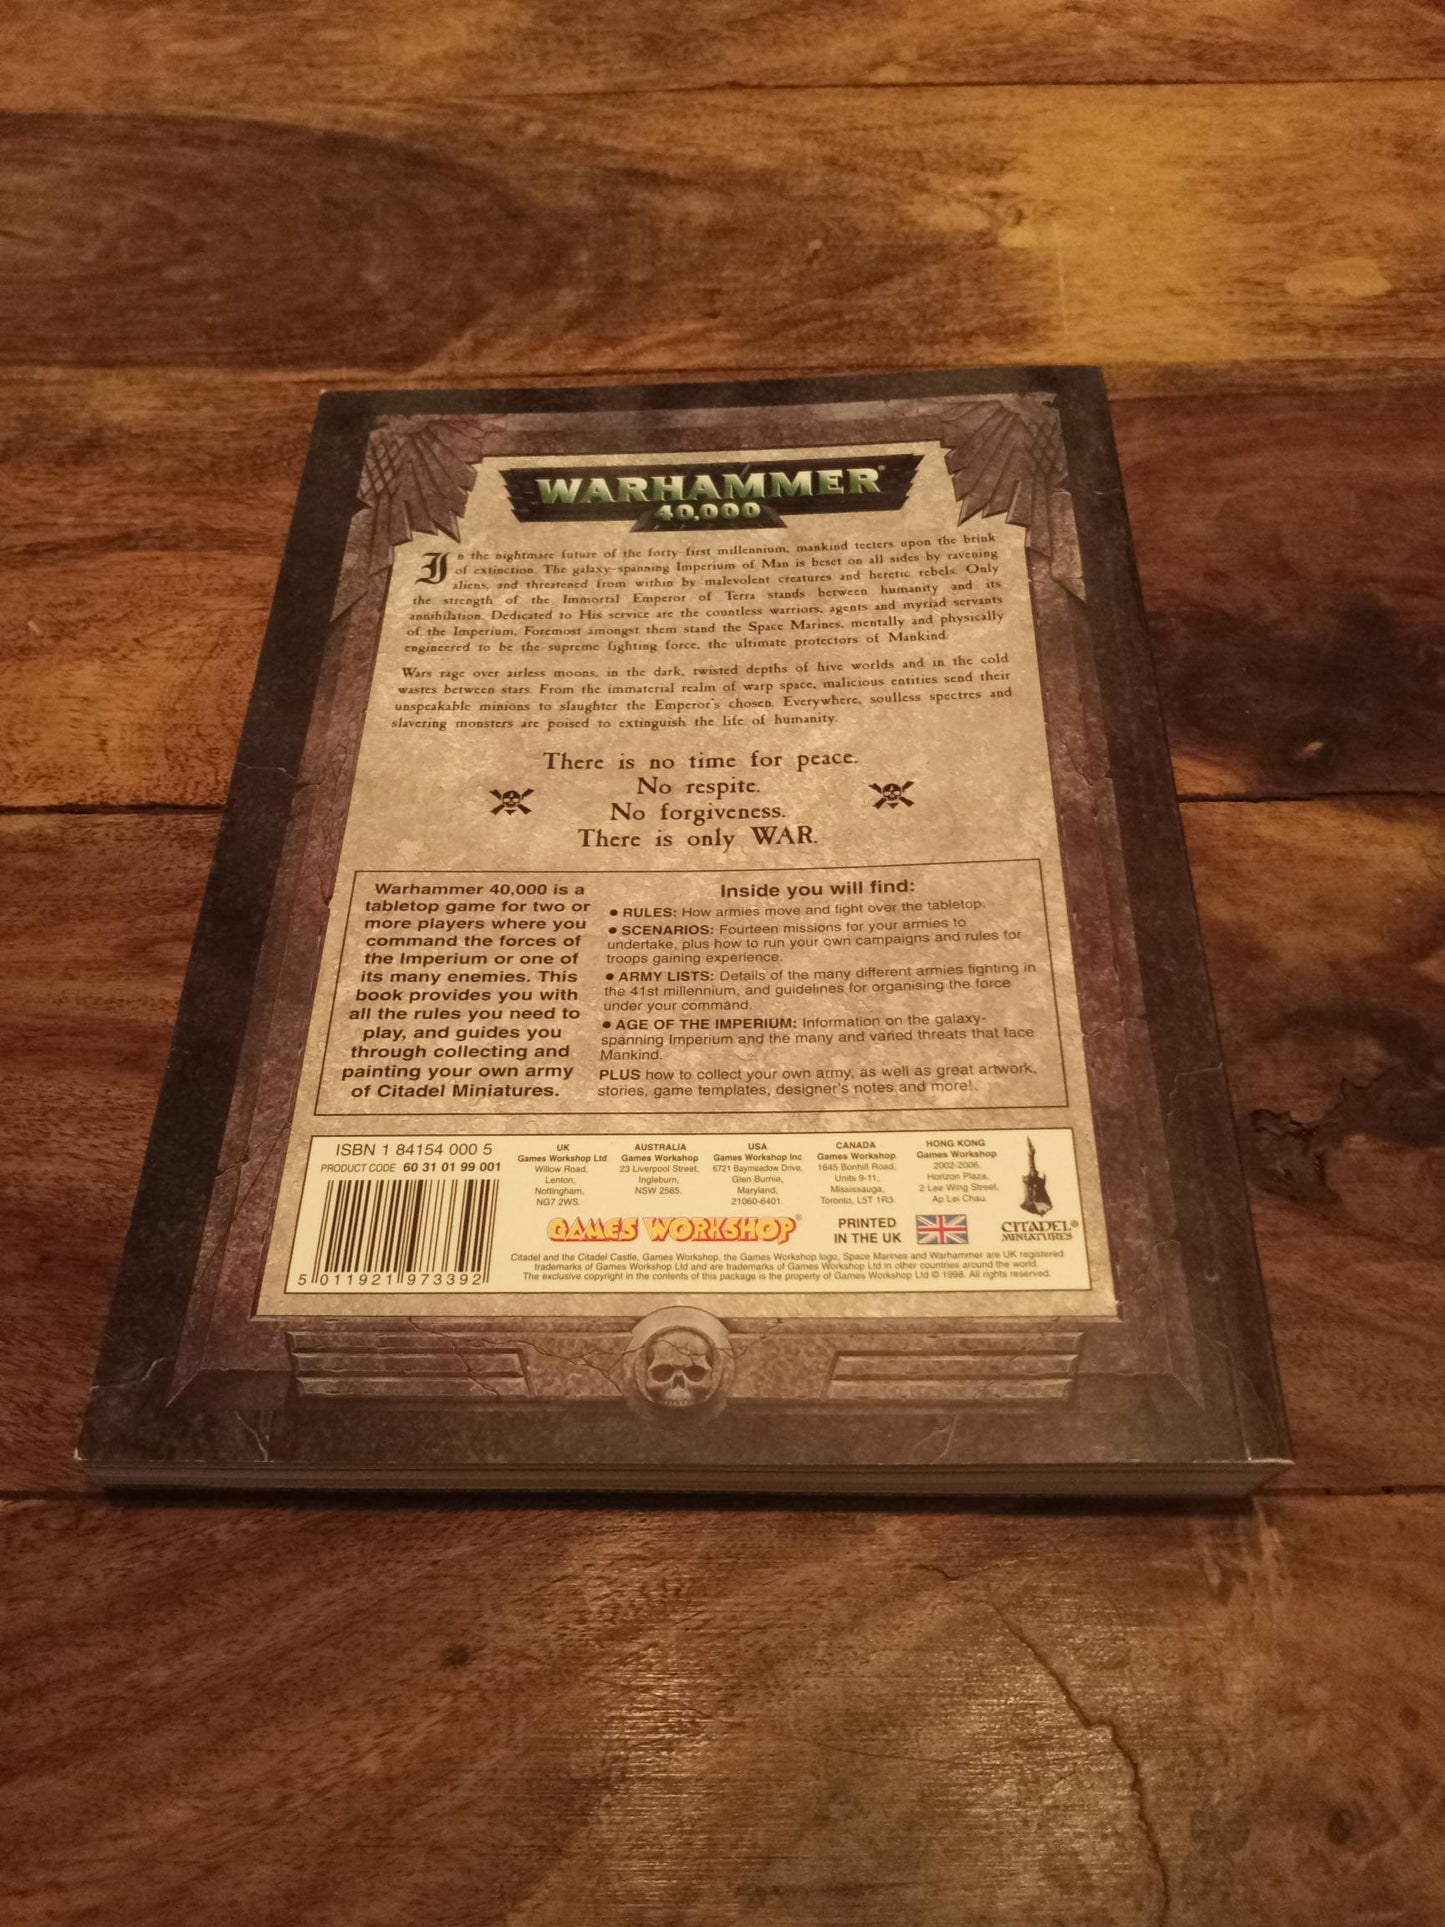 WARHAMMER®
40,000
In the nightmare future of the forty-first millennium, mankind teeters upon the brink
of extinction. The galaxy-spanning Imperium of Man is beset on all sides by ravening
aliens, and threatened from within by malevolent creatures and heretic rebels. Only
the strength of the Immortal Emperor of Terra stands between humanity and its
annihilation. Dedicated to His service are the countless warriors, agents and myriad servants
of the Imperium. Foremost amongst them stand the Space Marines, mentally and physically
engineered to be the supreme fighting force, the ultimate protectors of Mankind.
Wars rage over airless moons, in the dark, twisted depths of hive worlds and in the cold
wastes between stars. From the immaterial realm of warp space, malicious entities send their
unspeakable minions to slaughter the Emperor's chosen. Everywhere, soulless spectres and
slavering monsters are poised to extinguish the life of humanity.
There is no time for peace.
No respite.
No forgiveness.
There is only WAR.
Warhammer 40,000 is a
tabletop game for two or
more players where you
command the forces of
the Imperium or one of
its many enemies. This
book provides you with
all the rules you need to
play, and guides you
through collecting and
painting your own army
of Citadel Miniatures.
Inside you will find:
● RULES: How armies move and fight over the tabletop.
● SCENARIOS: Fourteen missions for your armies to
undertake, plus how to run your own campaigns and rules for
troops gaining experience.
● ARMY LISTS: Details of the many different armies fighting in
the 41st millennium, and guidelines for organising the force
under your command.
● AGE OF THE IMPERIUM: Information on the galaxy-
spanning Imperium and the many and varied threats that face
Mankind.
PLUS how to collect your own army, as well as great artwork,
stories, game templates, designer's notes and more!
ISBN 1 84154 000 5
PRODUCT CODE 60 31 01 99 001
5 011921 973392
UK
Games Workshop Ltd
Willow Road,
Lenton,
Nottingham,
NG7 2WS.
AUSTRALIA
Games Workshop
23 Liverpool Street,
Ingleburn,
NSW 2565.
USA
Games Workshop Inc
6721 Baymeadow Drive,
Glen Burnie,
Maryland,
21060-6401.
CANADA
Games Workshop
1645 Bonhill Road,
Units 9-11,
Mississauga,
Toronto, L5T 1R3.
HONG KONG
Games Workshop
2002-2006,
Horizon Plaza,
2 Lee Wing Street,
Ap Lei Chau.
GAMES WORKSHOP®
PRINTED
IN THE UK
CITADEL®
MINIATURES
Citadel and the Citadel Castle, Games Workshop, the Games Workshop logo, Space Marines and Warhammer are UK registered
trademarks of Games Workshop Ltd and are trademarks of Games Workshop Ltd in other countries around the world.
The exclusive copyright in the contents of this package is the property of Games Workshop Ltd © 1998. All rights reserved.